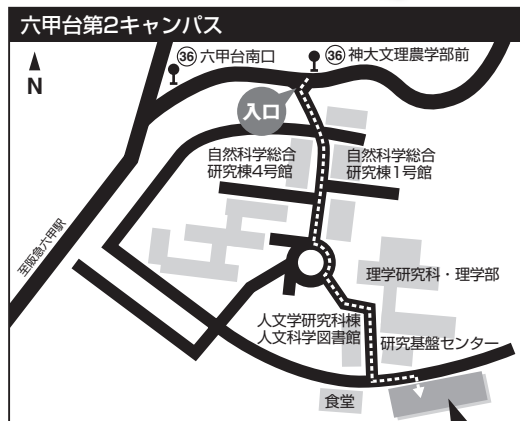 六甲台第2キャンパス
N
㊱ 六甲台南口
㊱ 神大文理農学部前
入口
自然科学総合
研究棟4号館
自然科学総合
研究棟1号館
至阪急六甲駅
理学研究科・理学部
人文学研究科棟
人文科学図書館
研究基盤センター
食堂